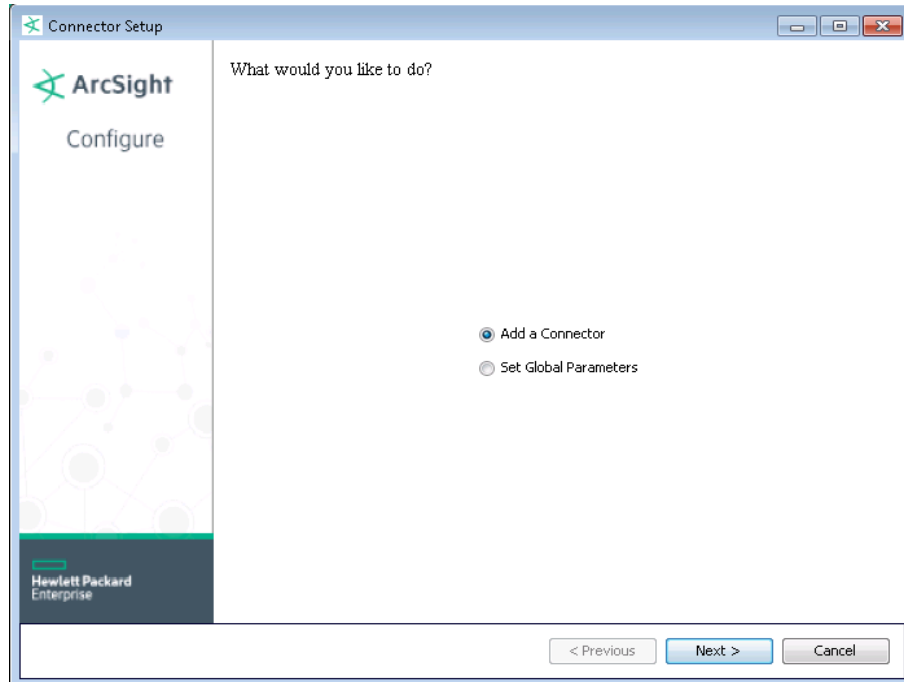 Connector Setup
ArcSight
Configure
What would you like to do?
Add a Connector
Set Global Parameters
Hewlett Packard
Enterprise
< Previous
Next >
Cancel